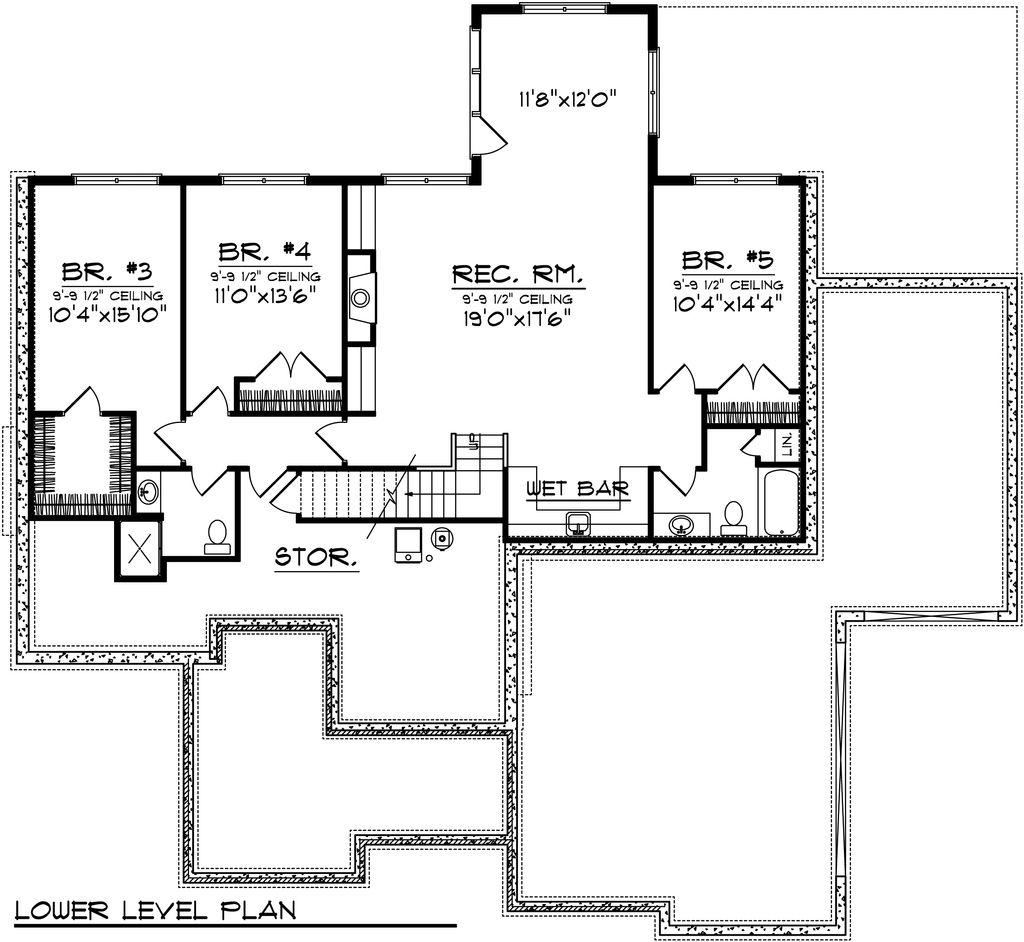 11'8"x12'0"
BR. #3
9'-9 1/2" CEILING
10'4"x15'10"
BR. #4
9'-9 1/2" CEILING
11'0"x13'6"
REC. RM.
9'-9 1/2" CEILING
19'0"x17'6"
BR. #5
9'-9 1/2" CEILING
10'4"x14'4"
UP
LIN.
WET BAR
STOR.
LOWER LEVEL PLAN